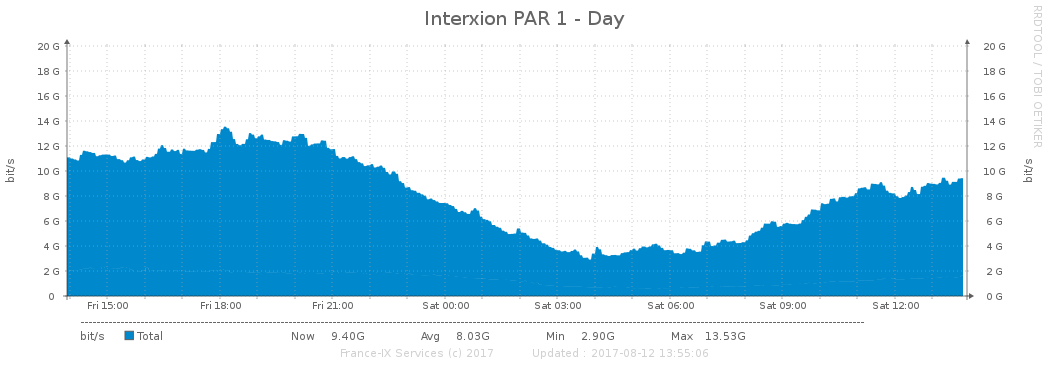 Interxion PAR 1 - Day
RRDTOOL / TOBI OETIKER
bit/s
20 G 20 G
18 G 18 G
16 G 16 G
14 G 14 G
12 G 12 G
10 G 10 G
8 G 8 G
6 G 6 G
4 G 4 G
2 G 2 G
0 0 G
bit/s
Fri 15:00 Fri 18:00 Fri 21:00 Sat 00:00 Sat 03:00 Sat 06:00 Sat 09:00 Sat 12:00
bit/s Total Now 9.40G Avg 8.03G Min 2.90G Max 13.53G
France-IX Services (c) 2017 Updated : 2017-08-12 13:55:06